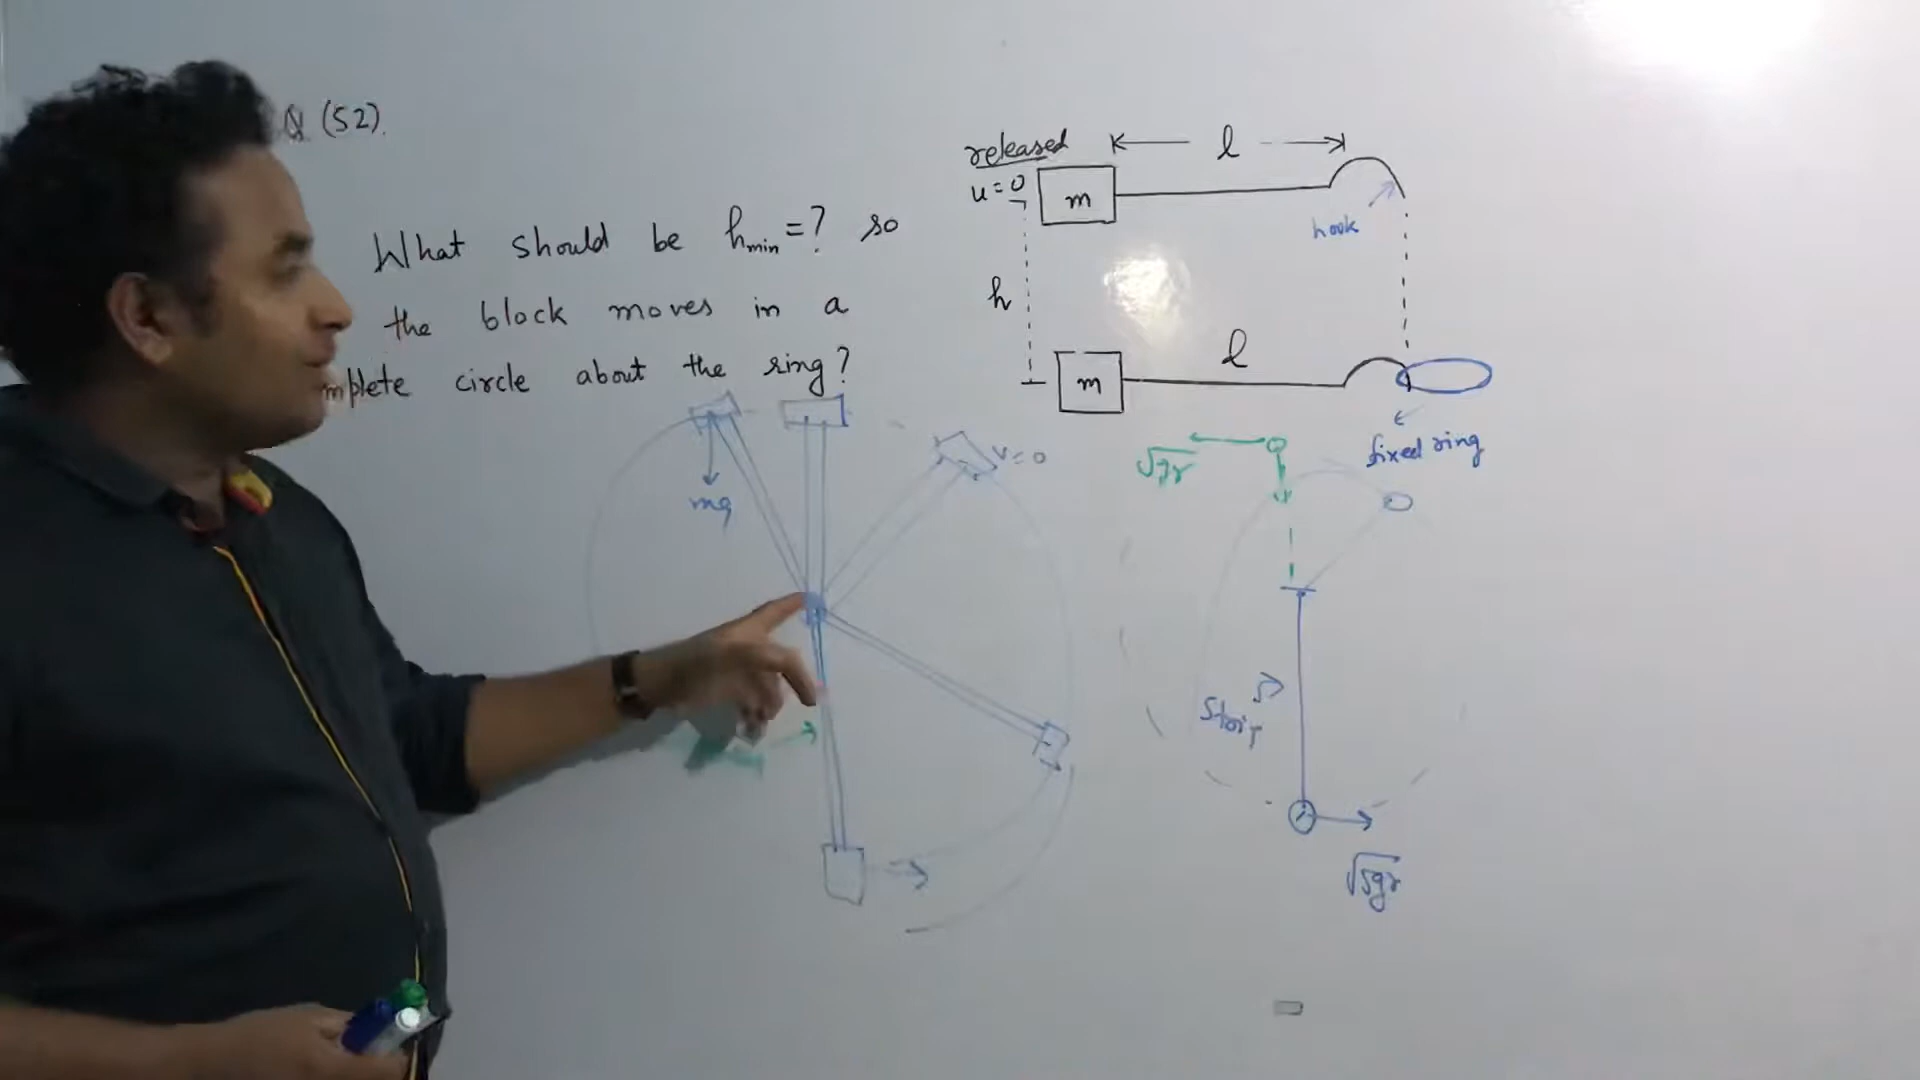 Q (52).
What should be hmin=? so
the block moves in a
mplete circle about the ring?
released
u=0
l
m
hook
h
l
m
fixed ring
v=0
mg
√gr
√5gr